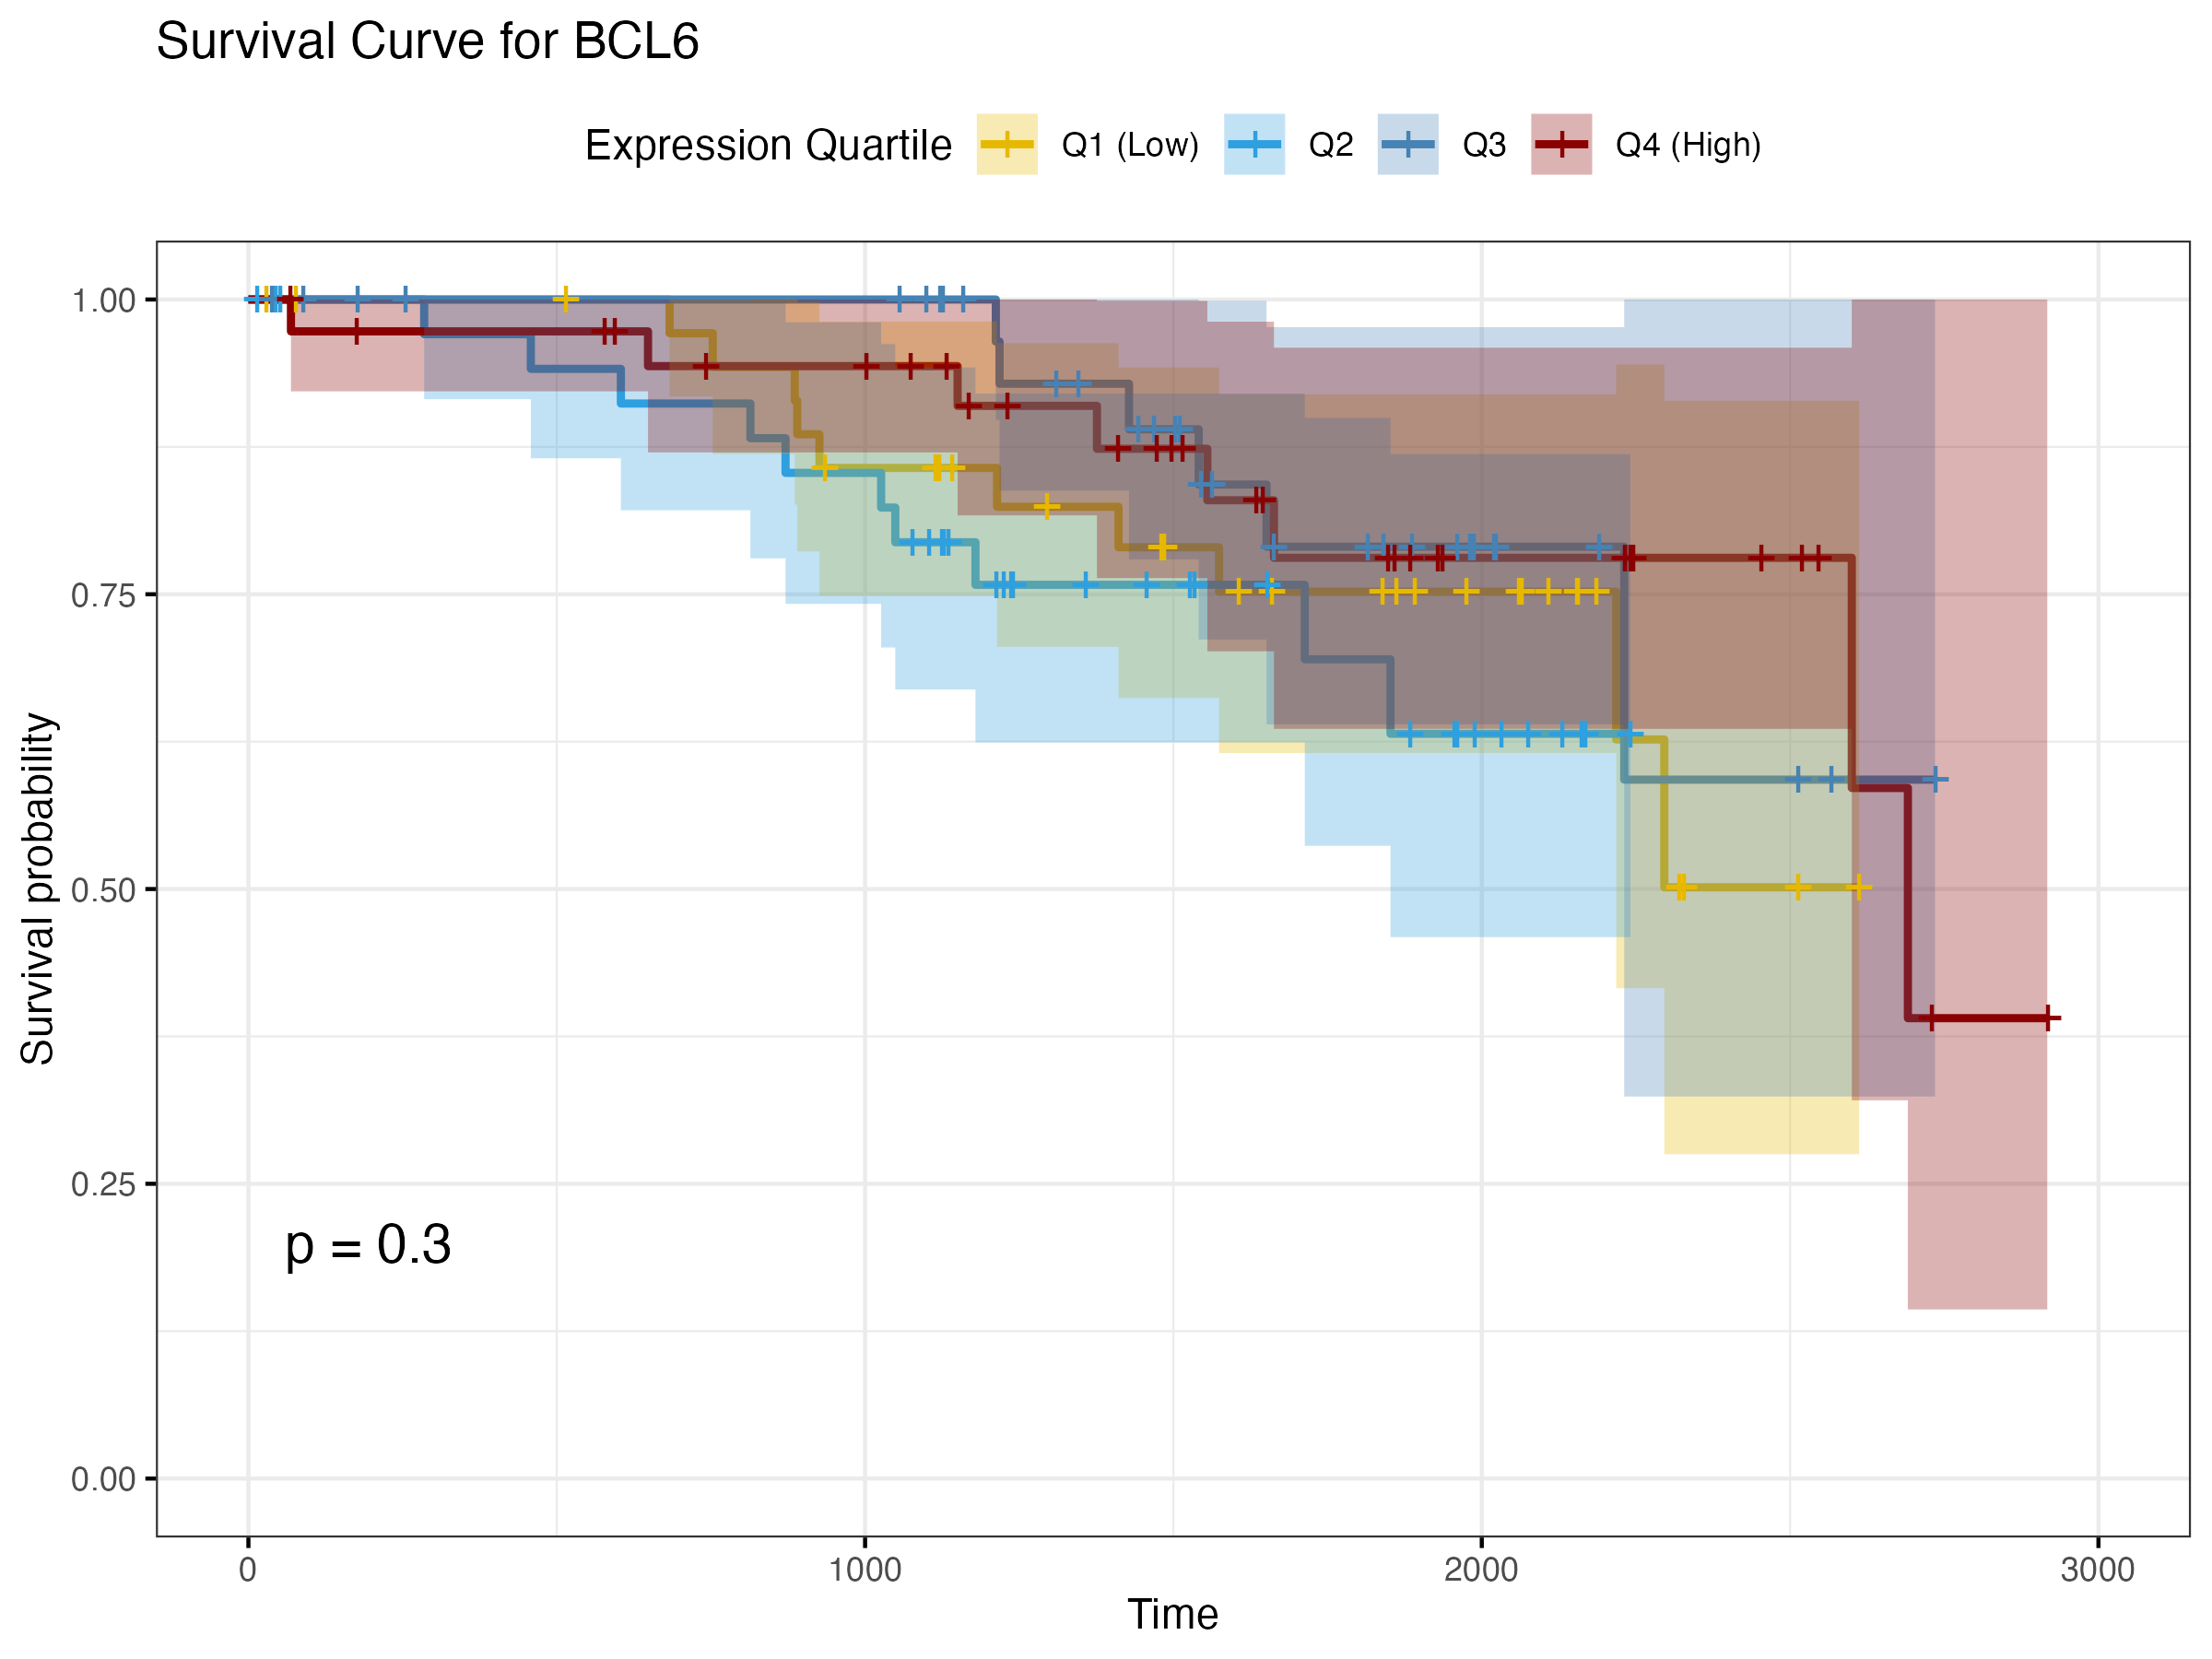 Survival Curve for BCL6
Expression Quartile Q1 (Low) Q2 Q3 Q4 (High)
Survival probability
1.00
0.75
0.50
0.25
0.00
p = 0.3
0 1000 2000 3000
Time